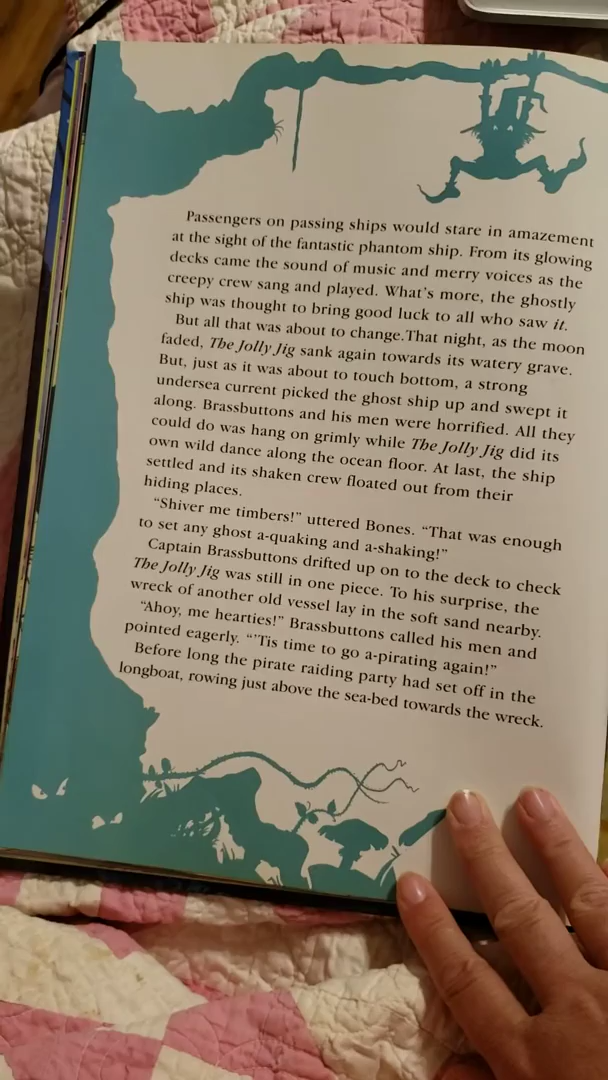 Passengers on passing ships would stare in amazement
at the sight of the fantastic phantom ship. From its glowing
decks came the sound of music and merry voices as the
creepy crew sang and played. What's more, the ghostly
ship was thought to bring good luck to all who saw it.
But all that was about to change.That night, as the moon
faded, The Jolly Jig sank again towards its watery grave.
But, just as it was about to touch bottom, a strong
undersea current picked the ghost ship up and swept it
along. Brassbuttons and his men were horrified. All they
could do was hang on grimly while The Jolly Jig did its
own wild dance along the ocean floor. At last, the ship
settled and its shaken crew floated out from their
hiding places.
"Shiver me timbers!" uttered Bones. "That was enough
to set any ghost a-quaking and a-shaking!"
Captain Brassbuttons drifted up on to the deck to check
The Jolly Jig was still in one piece. To his surprise, the
wreck of another old vessel lay in the soft sand nearby.
"Ahoy, me hearties!" Brassbuttons called his men and
pointed eagerly. "'Tis time to go a-pirating again!"
Before long the pirate raiding party had set off in the
longboat, rowing just above the sea-bed towards the wreck.